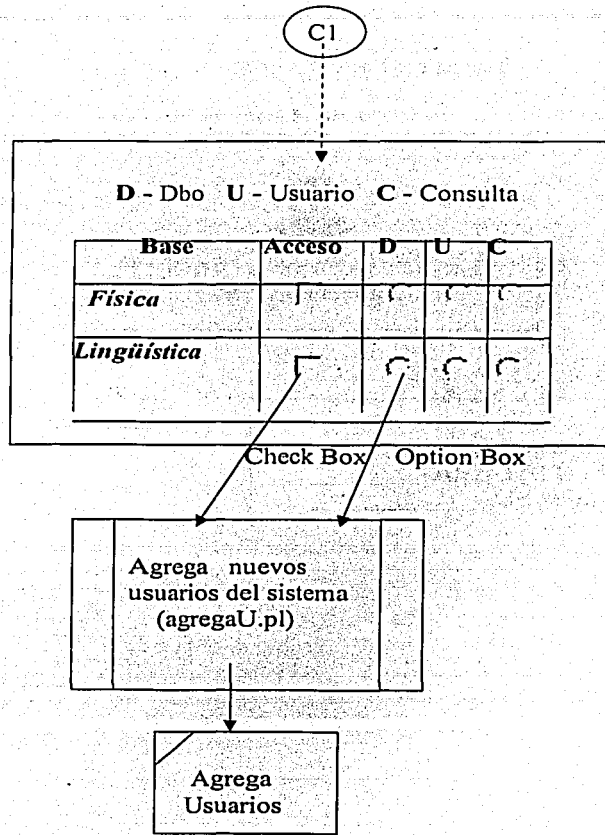 C1
D - Dbo U - Usuario C - Consulta
Base Acceso D U C
Física
Lingüística
Check Box Option Box
Agrega nuevos
usuarios del sistema
(agregaU.pl)
Agrega
Usuarios